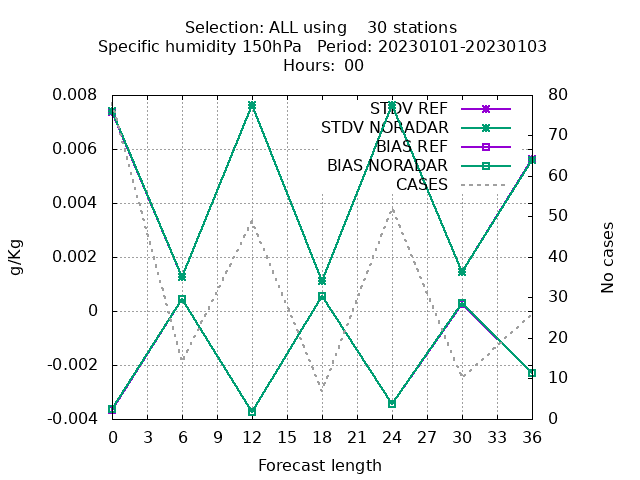 Selection: ALL using    30 stations
Specific humidity 150hPa   Period: 20230101-20230103
Hours: 00
STDV REF
STDV NORADAR
BIAS REF
BIAS NORADAR
CASES
0.008
0.006
0.004
0.002
0
-0.002
-0.004
g/Kg
80
70
60
50
40
30
20
10
0
No cases
0 3 6 9 12 15 18 21 24 27 30 33 36
Forecast length